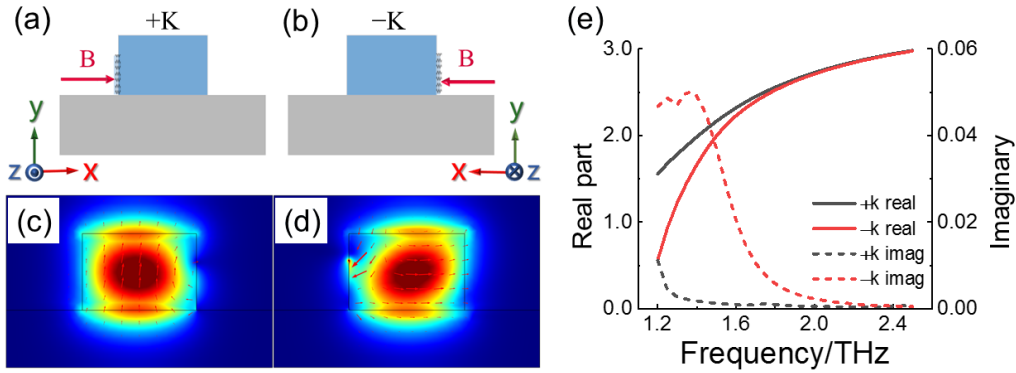 (a) +K
B
y
z x
(b) −K
B
y
x z
(c)
(d)
(e)
3.0 0.06
2.0 0.04
1.0 0.02
0.0 0.00
Real part
Imaginary
+k real
−k real
+k imag
−k imag
1.2 1.6 2.0 2.4
Frequency/THz